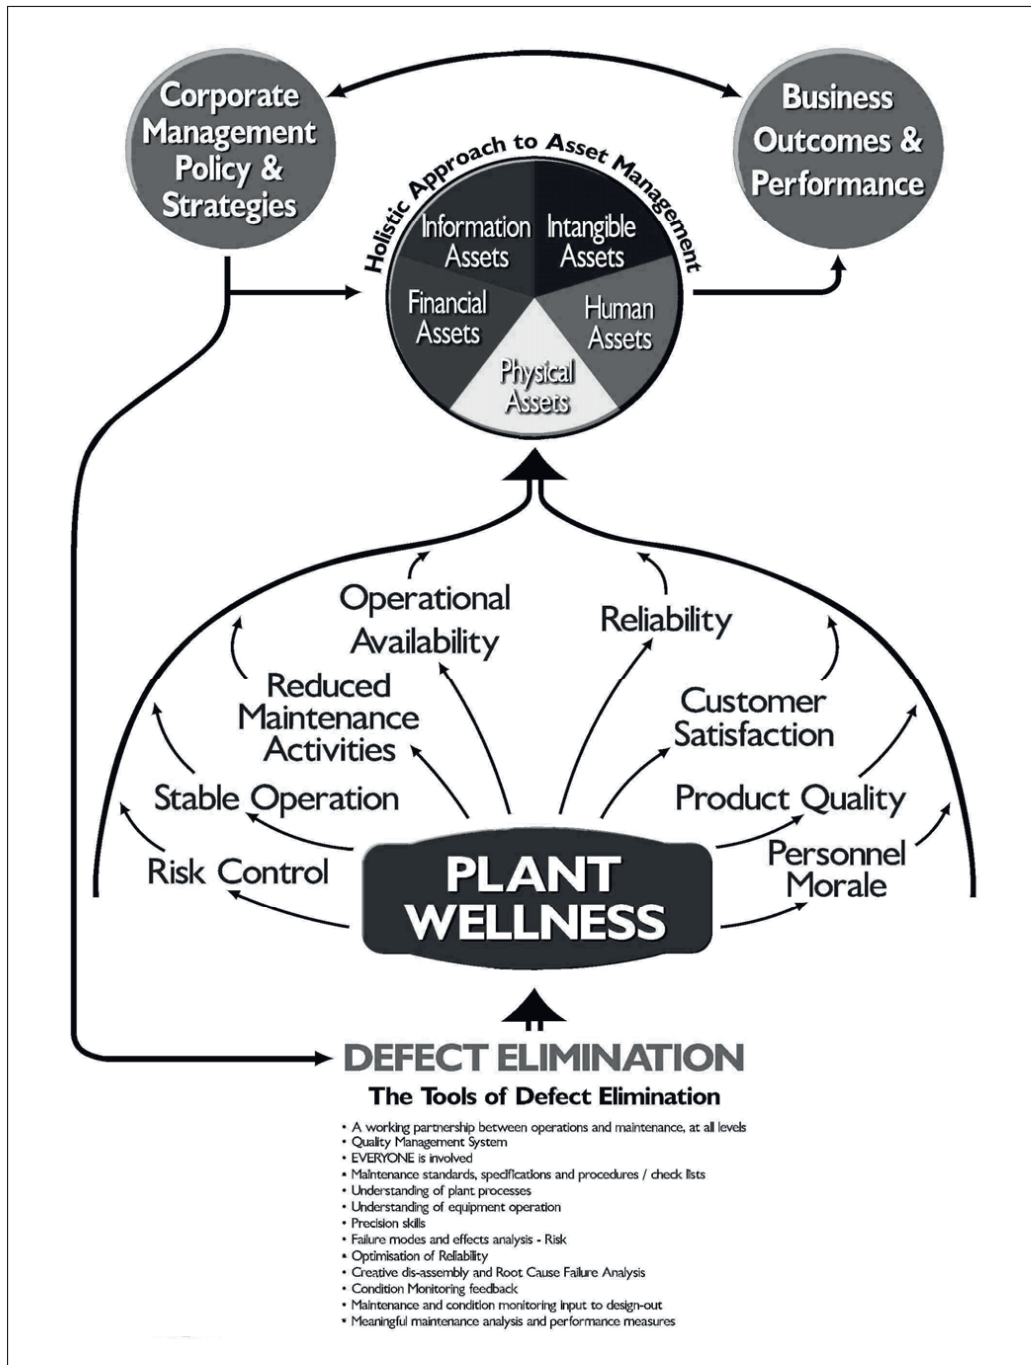 Corporate
Management
Policy &
Strategies
Business
Outcomes &
Performance
Holistic Approach to Asset Management
Information
Assets
Intangible
Assets
Financial
Assets
Human
Assets
Physical
Assets
Operational
Availability
Reliability
Reduced
Maintenance
Activities
Customer
Satisfaction
Stable Operation
Product Quality
Risk Control
Personnel
Morale
PLANT
WELLNESS
DEFECT ELIMINATION
The Tools of Defect Elimination
• A working partnership between operations and maintenance, at all levels
• Quality Management System
• EVERYONE is involved
• Maintenance standards, specifications and procedures / check lists
• Understanding of plant processes
• Understanding of equipment operation
• Precision skills
• Failure modes and effects analysis - Risk
• Optimisation of Reliability
• Creative dis-assembly and Root Cause Failure Analysis
• Condition Monitoring feedback
• Maintenance and condition monitoring input to design-out
• Meaningful maintenance analysis and performance measures